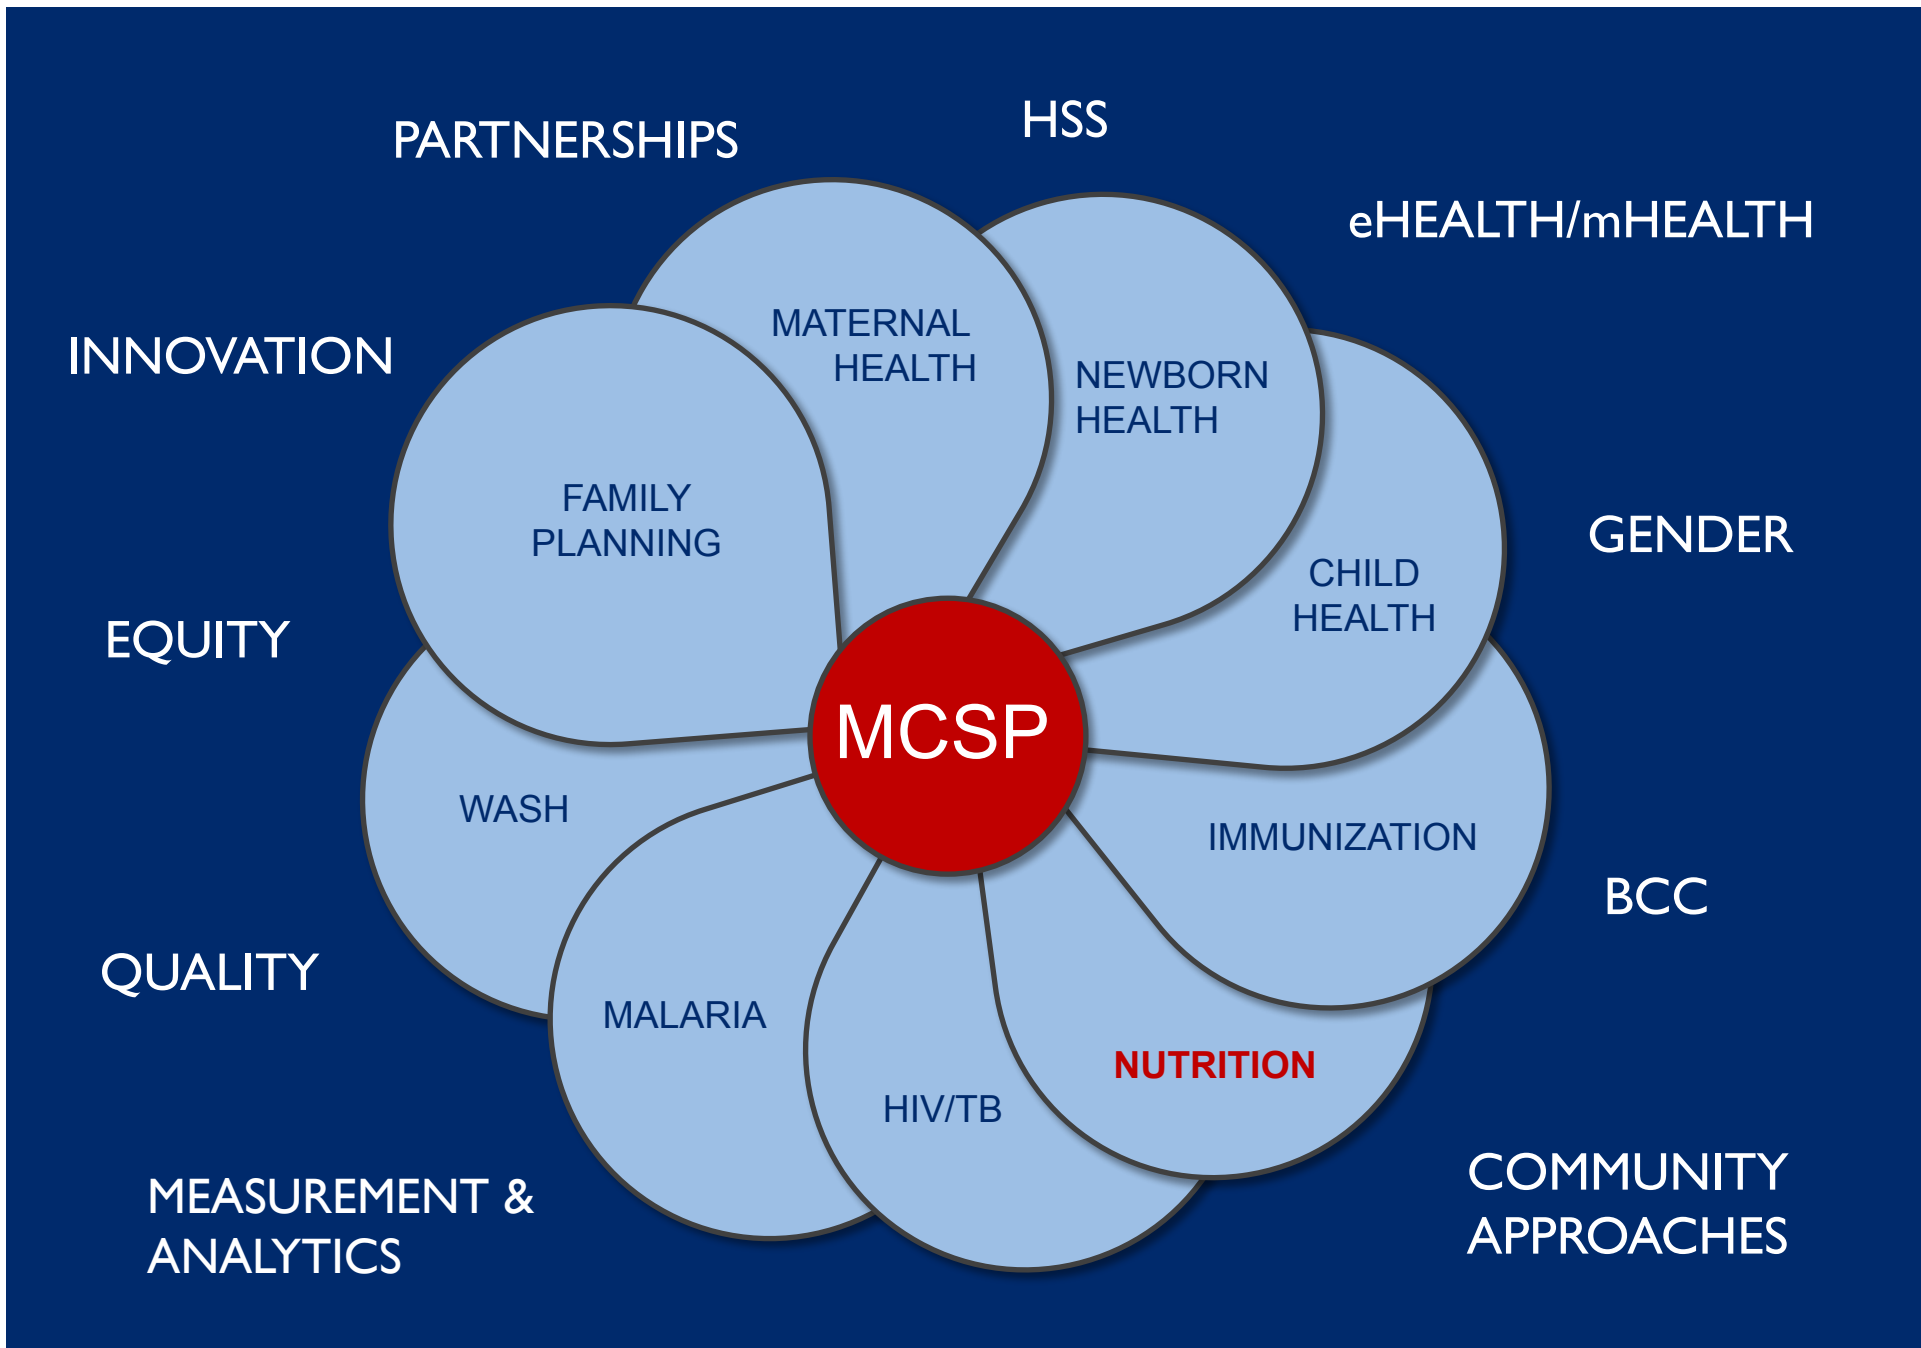 PARTNERSHIPS
HSS
eHEALTH/mHEALTH
INNOVATION
MATERNAL
HEALTH
NEWBORN
HEALTH
FAMILY
PLANNING
CHILD
HEALTH
GENDER
EQUITY
MCSP
WASH
IMMUNIZATION
BCC
QUALITY
MALARIA
NUTRITION
HIV/TB
MEASUREMENT &
ANALYTICS
COMMUNITY
APPROACHES